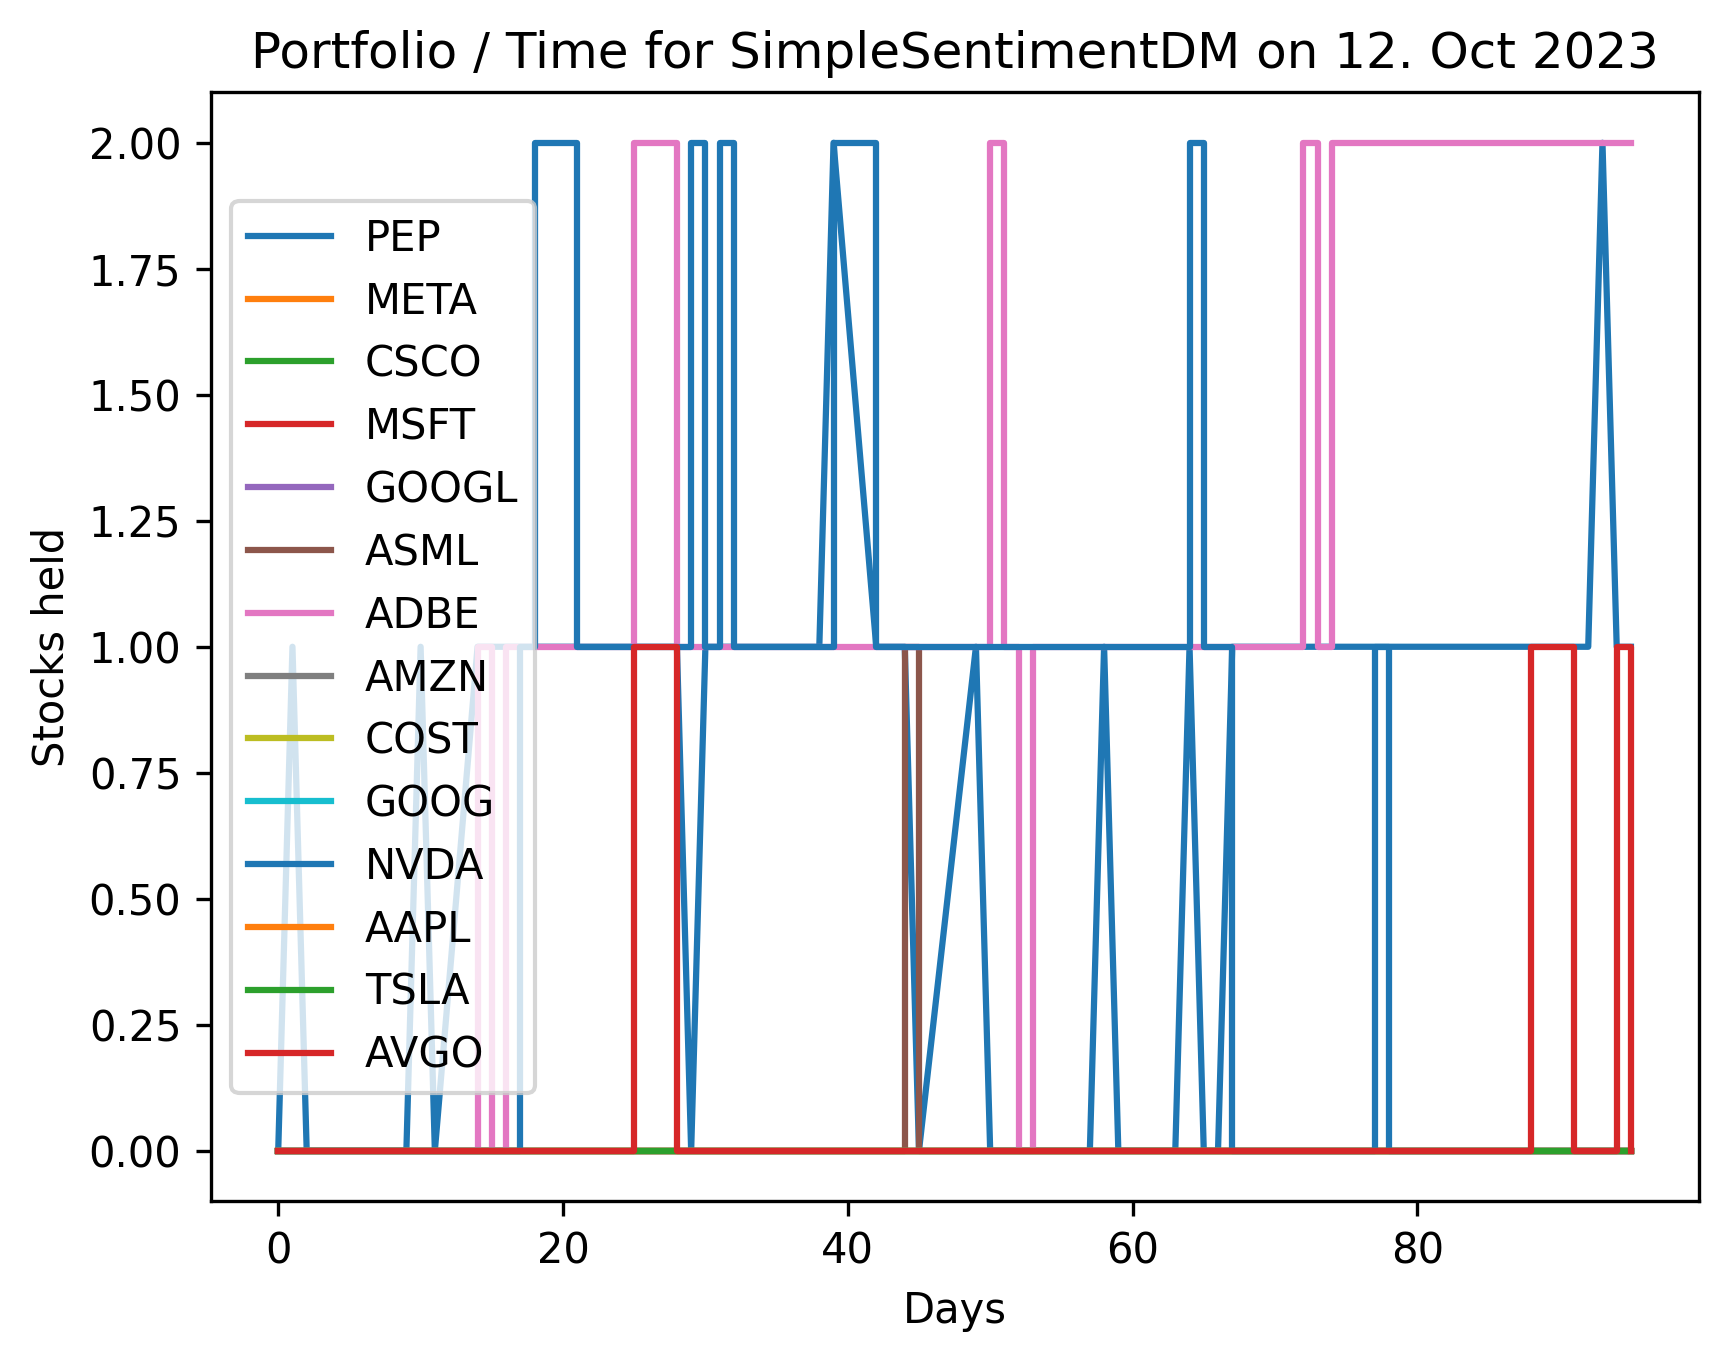 Portfolio / Time for SimpleSentimentDM on 12. Oct 2023
2.00
1.75
1.50
1.25
1.00
0.75
0.50
0.25
0.00
Stocks held
PEP
META
CSCO
MSFT
GOOGL
ASML
ADBE
AMZN
COST
GOOG
NVDA
AAPL
TSLA
AVGO
0 20 40 60 80
Days